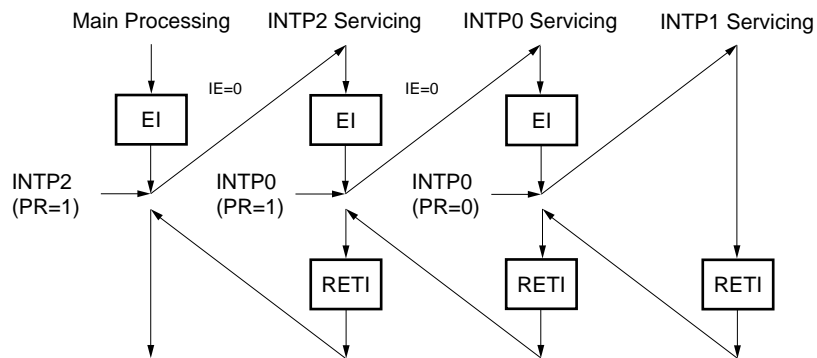 Main Processing INTP2 Servicing INTP0 Servicing INTP1 Servicing
IE=0 IE=0
EI EI EI
INTP2 INTP0 INTP0
(PR=1) (PR=1) (PR=0)
RETI RETI RETI